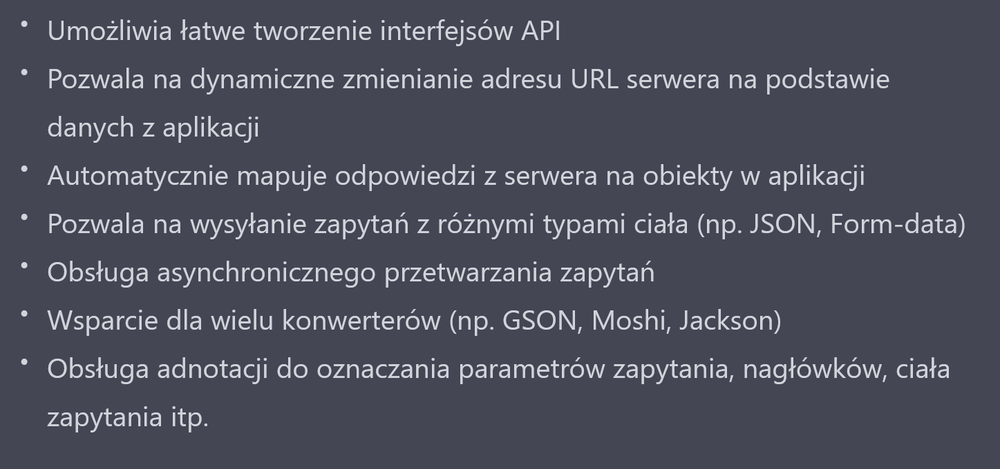 • Umożliwia łatwe tworzenie interfejsów API
• Pozwala na dynamiczne zmienianie adresu URL serwera na podstawie
danych z aplikacji
• Automatycznie mapuje odpowiedzi z serwera na obiekty w aplikacji
• Pozwala na wysyłanie zapytań z różnymi typami ciała (np. JSON, Form-data)
• Obsługa asynchronicznego przetwarzania zapytań
• Wsparcie dla wielu konwerterów (np. GSON, Moshi, Jackson)
• Obsługa adnotacji do oznaczania parametrów zapytania, nagłówków, ciała
zapytania itp.